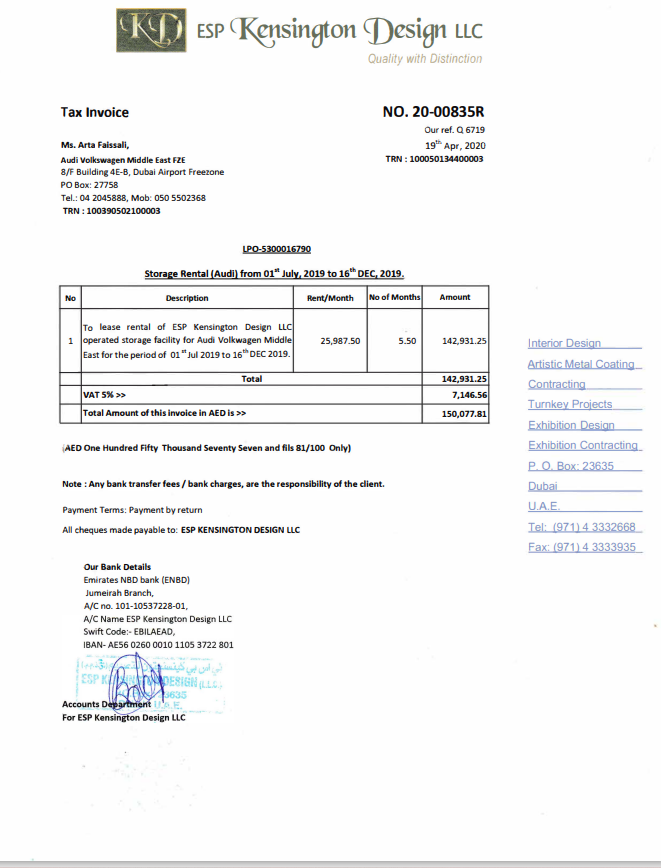 KD ESP Kensington Design LLC
Quality with Distinction
Tax Invoice
NO. 20-00835R
Our ref. Q 6719
19th Apr, 2020
TRN : 100050134400003
Ms. Arta Faissali,
Audi Volkswagen Middle East FZE
8/F Building 4E-B, Dubai Airport Freezone
PO Box: 27758
Tel.: 04 2045888, Mob: 050 5502368
TRN : 100390502100003
LPO-5300016790
Storage Rental (Audi) from 01st July, 2019 to 16th DEC, 2019.
No Description Rent/Month No of Months Amount
1 To lease rental of ESP Kensington Design LLC
operated storage facility for Audi Volkwagen Middle 25,987.50 5.50 142,931.25
East for the period of 01st Jul 2019 to 16th DEC 2019.
Total 142,931.25
VAT 5% >> 7,146.56
Total Amount of this invoice in AED is >> 150,077.81
(AED One Hundred Fifty Thousand Seventy Seven and fils 81/100 Only)
Note : Any bank transfer fees / bank charges, are the responsibility of the client.
Payment Terms: Payment by return
All cheques made payable to: ESP KENSINGTON DESIGN LLC
Our Bank Details
Emirates NBD bank (ENBD)
Jumeirah Branch,
A/C no. 101-10537228-01,
A/C Name ESP Kensington Design LLC
Swift Code:- EBILAEAD,
IBAN- AE56 0260 0010 1105 3722 801
Accounts Department
For ESP Kensington Design LLC
Interior Design
Artistic Metal Coating
Contracting
Turnkey Projects
Exhibition Design
Exhibition Contracting
P. O. Box: 23635
Dubai
U.A.E.
Tel: (971) 4 3332668
Fax: (971) 4 3333935